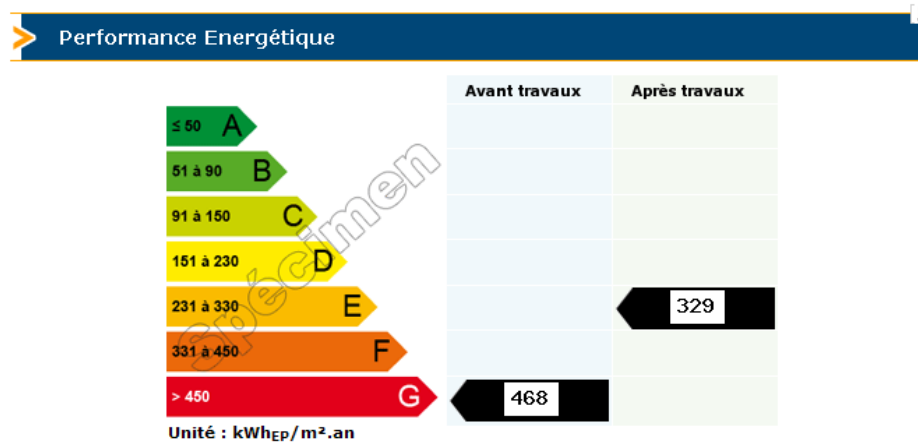 Performance Energétique
Avant travaux Après travaux
≤ 50 A
51 à 90 B
91 à 150 C
151 à 230 D
231 à 330 E 329
331 à 450 F
> 450 G 468
Unité : kWhEP/m².an
Spécimen